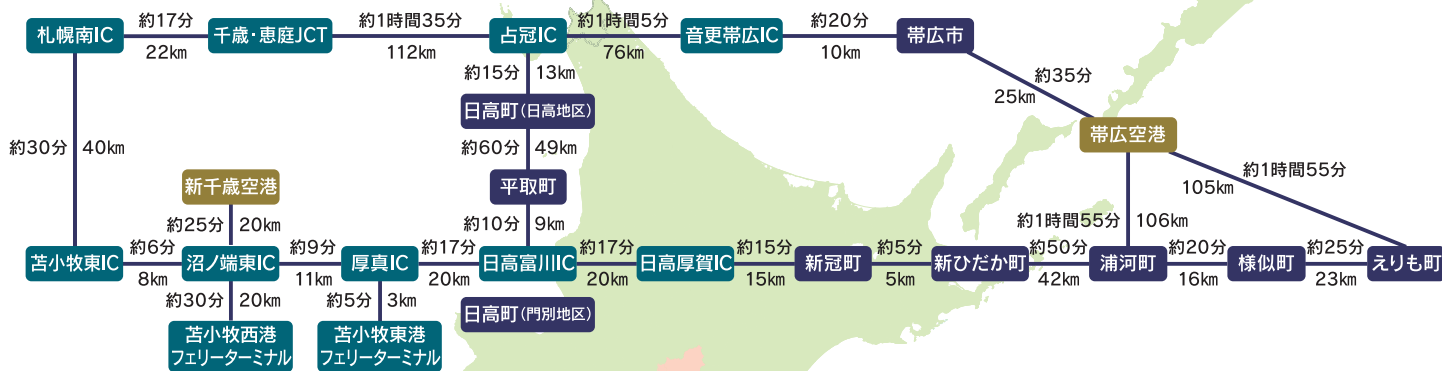 札幌南IC
約17分
22km
千歳・恵庭JCT
約1時間35分
112km
占冠IC
約1時間5分
76km
音更帯広IC
約20分
10km
帯広市
約35分
25km
帯広空港
約15分
13km
日高町(日高地区)
約60分
49km
平取町
約10分
9km
約30分
40km
新千歳空港
約25分
20km
約1時間55分
106km
約1時間55分
105km
苫小牧東IC
約6分
8km
沼ノ端東IC
約9分
11km
厚真IC
約17分
20km
日高富川IC
約17分
20km
日高厚賀IC
約15分
15km
新冠町
約5分
5km
新ひだか町
約50分
42km
浦河町
約20分
16km
様似町
約25分
23km
えりも町
約30分
20km
苫小牧西港
フェリーターミナル
約5分
3km
苫小牧東港
フェリーターミナル
日高町(門別地区)